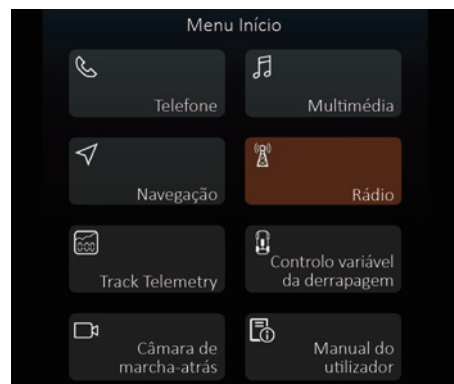 Menu Início
Telefone
Multimédia
Navegação
Rádio
Track Telemetry
Controlo variável
da derrapagem
Câmara de
marcha-atrás
Manual do
utilizador